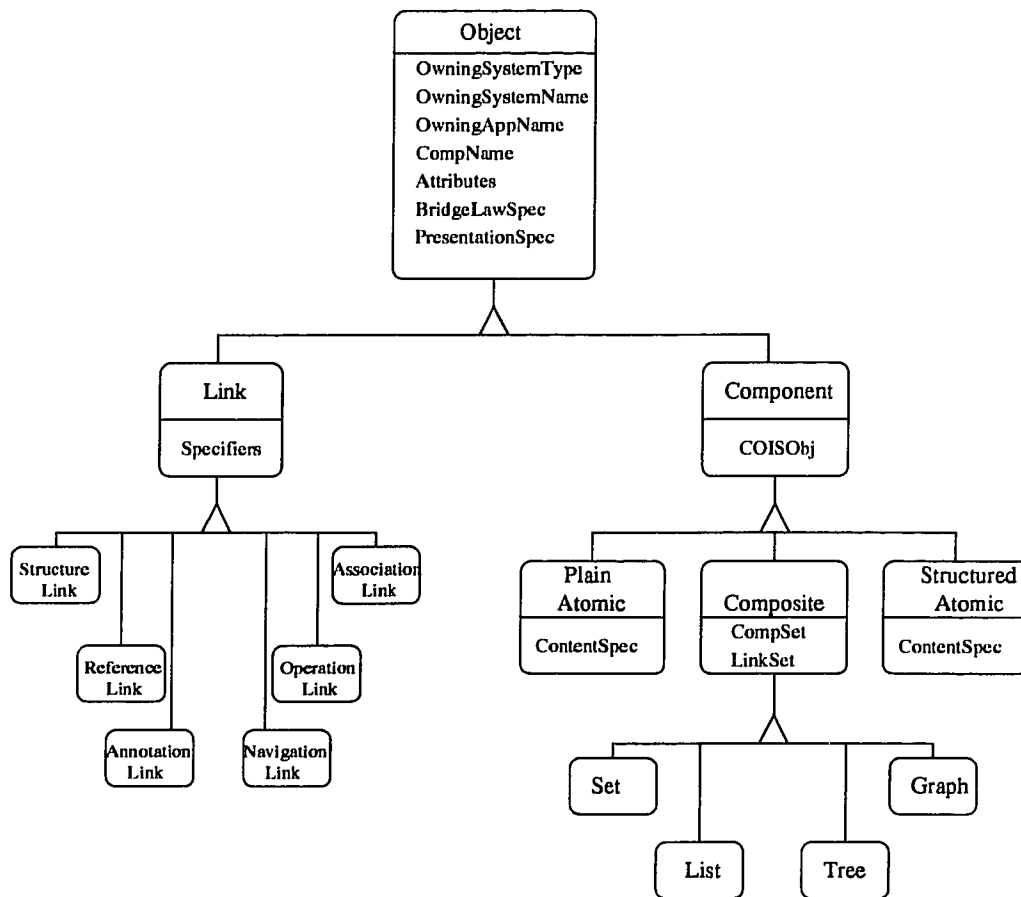 Object
OwningSystemType
OwningSystemName
OwningAppName
CompName
Attributes
BridgeLawSpec
PresentationSpec
Link
Specifiers
Component
COISObj
Structure
Link
Association
Link
Reference
Link
Operation
Link
Annotation
Link
Navigation
Link
Plain
Atomic
ContentSpec
Composite
CompSet
LinkSet
Structured
Atomic
ContentSpec
Set
Graph
List
Tree